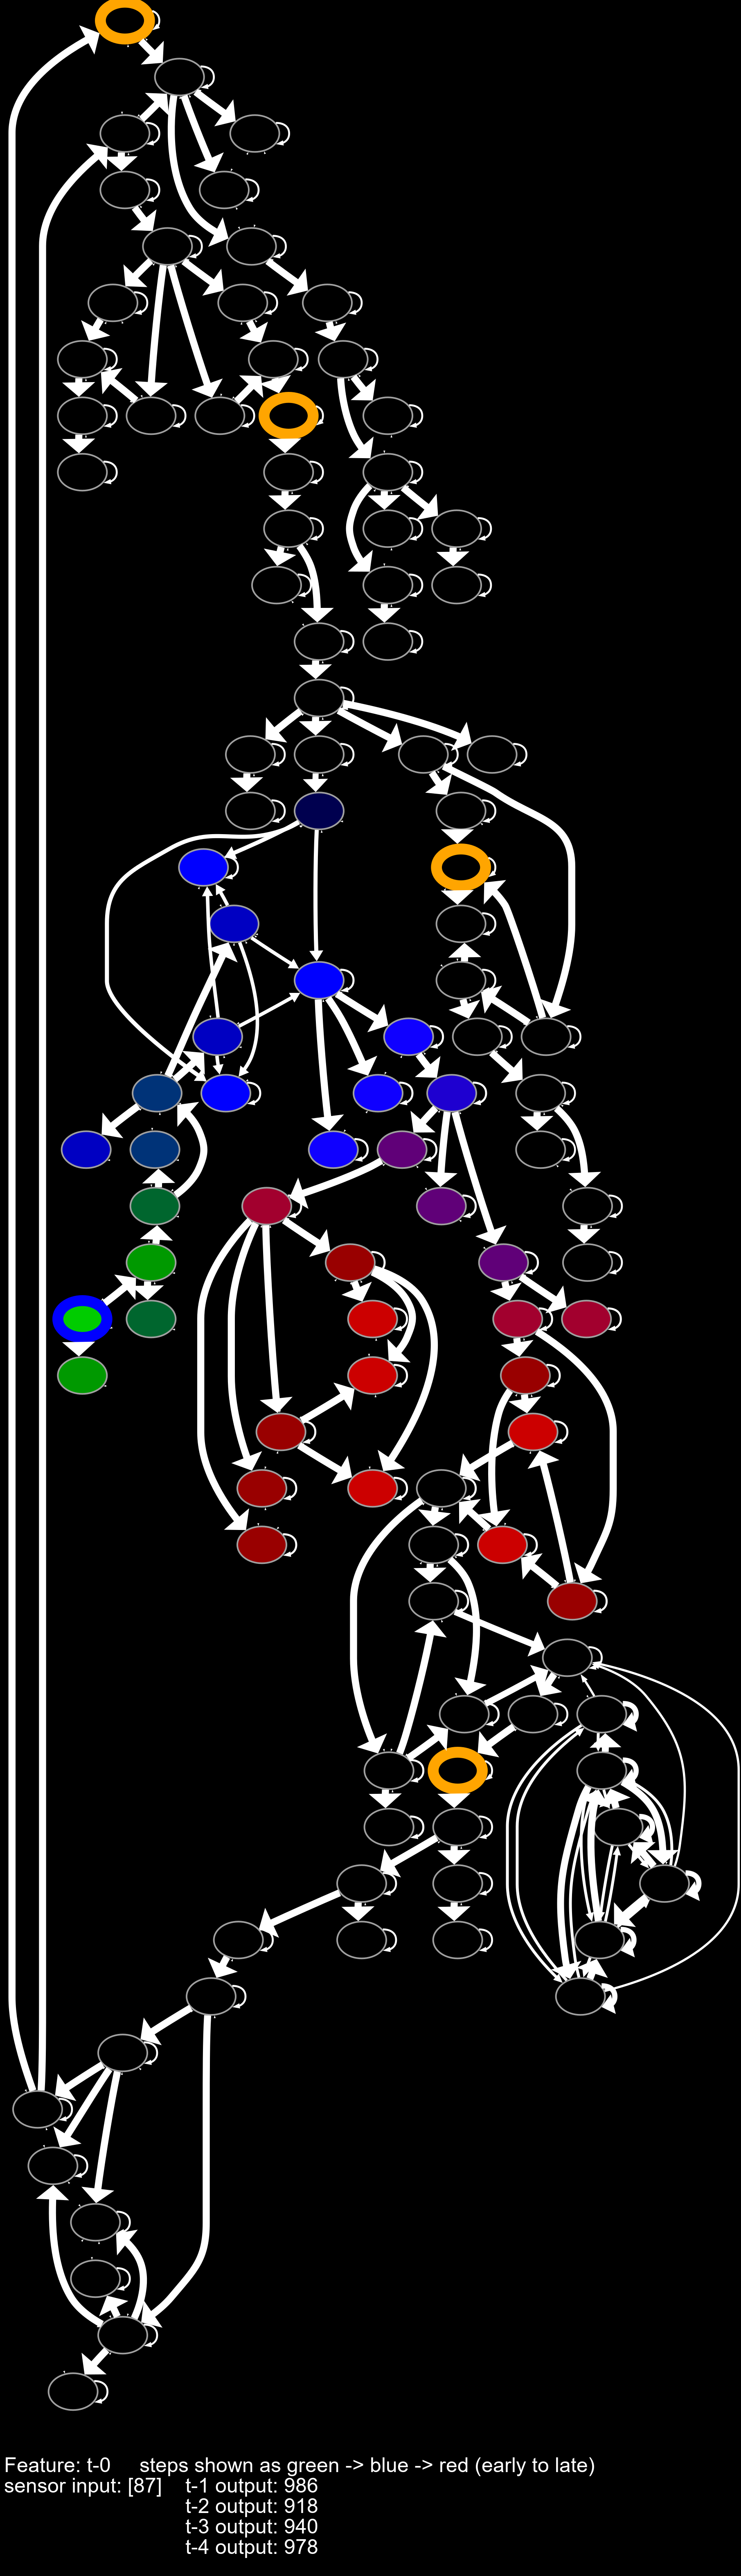 Feature: t-0 steps shown as green -> blue -> red (early to late)
sensor input: [87] t-1 output: 986
t-2 output: 918
t-3 output: 940
t-4 output: 978